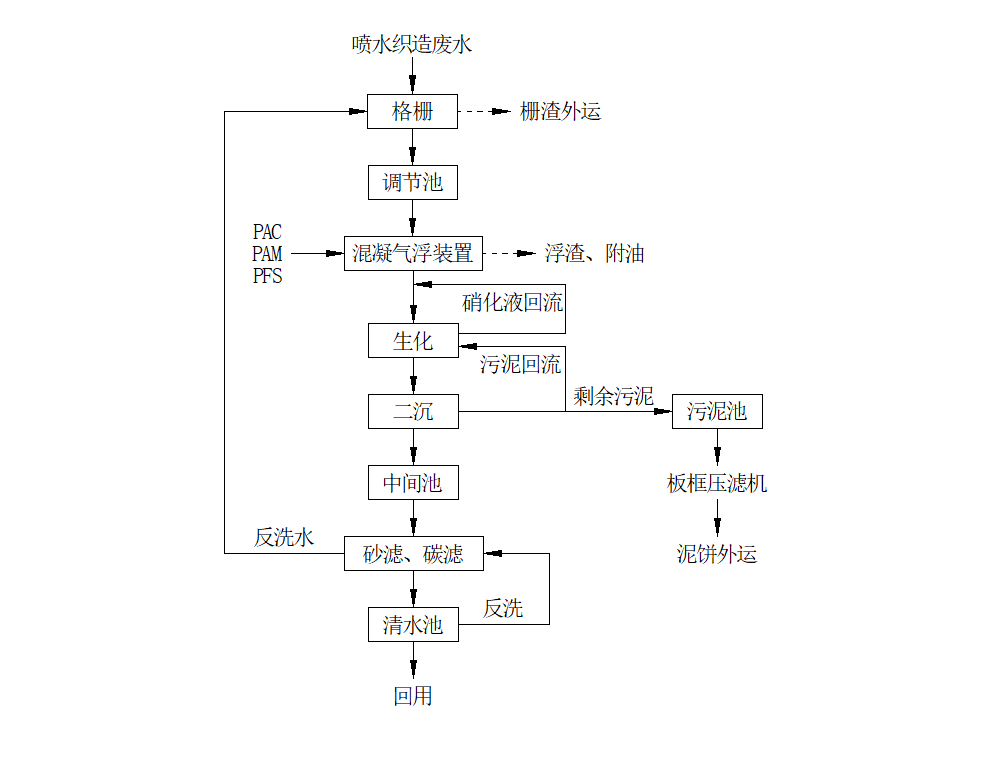 喷水织造废水
格栅
栅渣外运
调节池
PAC
PAM
PFS
混凝气浮装置
浮渣、附油
硝化液回流
生化
污泥回流
二沉
剩余污泥
污泥池
中间池
板框压滤机
反洗水
砂滤、碳滤
泥饼外运
反洗
清水池
回用